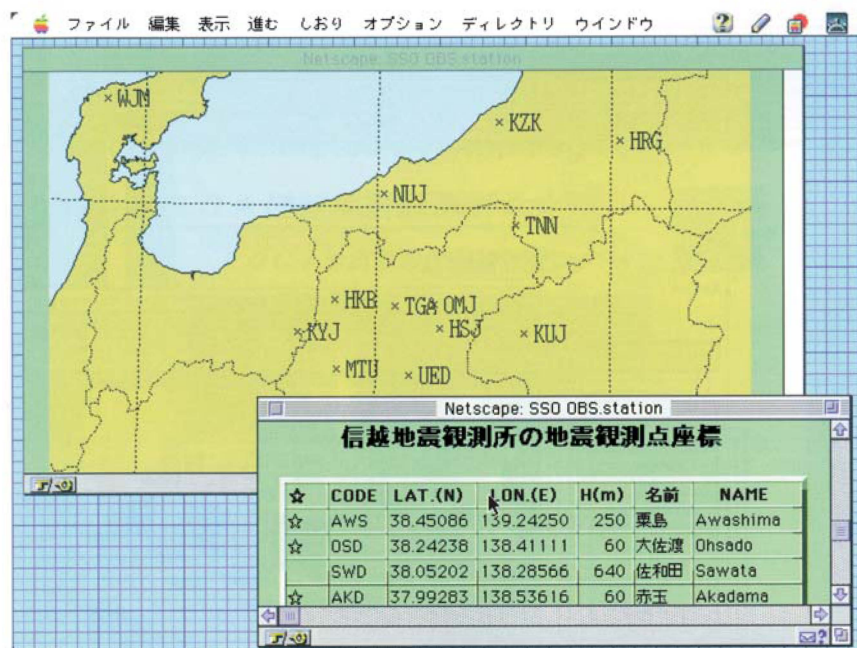 ファイル 編集 表示 進む しおり オプション ディレクトリ ウインドウ
Netscape: SSO OBS.station
WJM
KZK
HRG
NUJ
TNN
HKB
TGA OMJ
KYJ
HSJ
KUJ
MTU
UED
Netscape: SSO OBS.station
信越地震観測所の地震観測点座標
☆ CODE LAT.(N) LON.(E) H(m) 名前 NAME
☆ AWS 38.45086 139.24250 250 粟島 Awashima
☆ OSD 38.24238 138.41111 60 大佐渡 Ohsado
SWD 38.05202 138.28566 640 佐和田 Sawata
☆ AKD 37.99283 138.53616 60 赤玉 Akadama